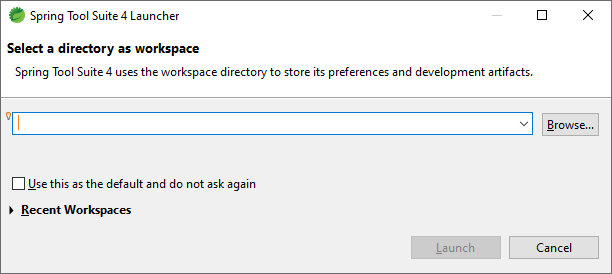 Spring Tool Suite 4 Launcher
Select a directory as workspace
Spring Tool Suite 4 uses the workspace directory to store its preferences and development artifacts.
Browse...
Use this as the default and do not ask again
Recent Workspaces
Launch Cancel